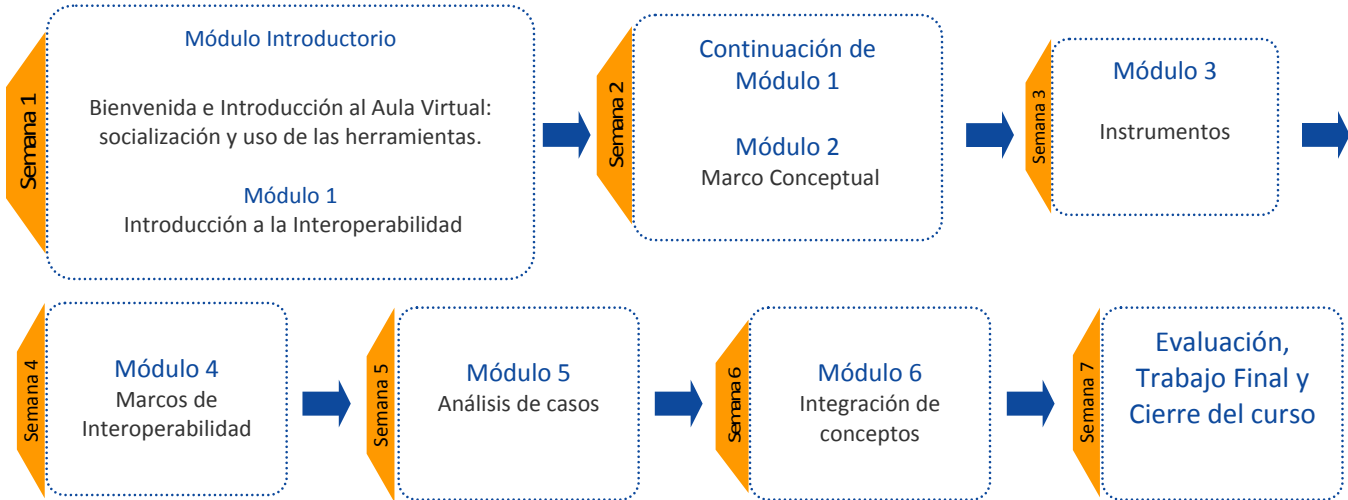 Semana 1
Módulo Introductorio
Bienvenida e Introducción al Aula Virtual:
socialización y uso de las herramientas.
Módulo 1
Introducción a la Interoperabilidad
Semana 2
Continuación de
Módulo 1
Módulo 2
Marco Conceptual
Semana 3
Módulo 3
Instrumentos
Semana 4
Módulo 4
Marcos de
Interoperabilidad
Semana 5
Módulo 5
Análisis de casos
Semana 6
Módulo 6
Integración de
conceptos
Semana 7
Evaluación,
Trabajo Final y
Cierre del curso